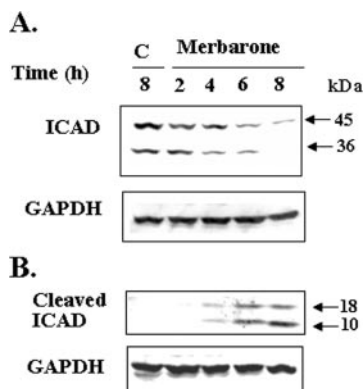 A.
C Merbarone
Time (h) 8 2 4 6 8 kDa
ICAD 45
36
GAPDH
B.
Cleaved ICAD 18
10
GAPDH